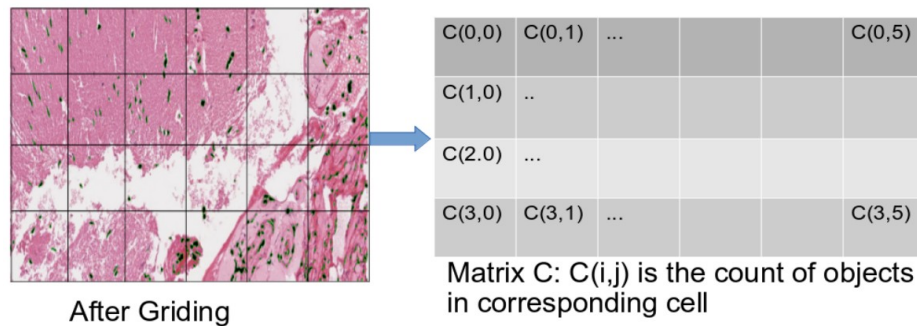 C(0,0) C(0,1) ... C(0,5)
C(1,0) ..
C(2.0) ...
C(3,0) C(3,1) ... C(3,5)
Matrix C: C(i,j) is the count of objects
in corresponding cell
After Griding